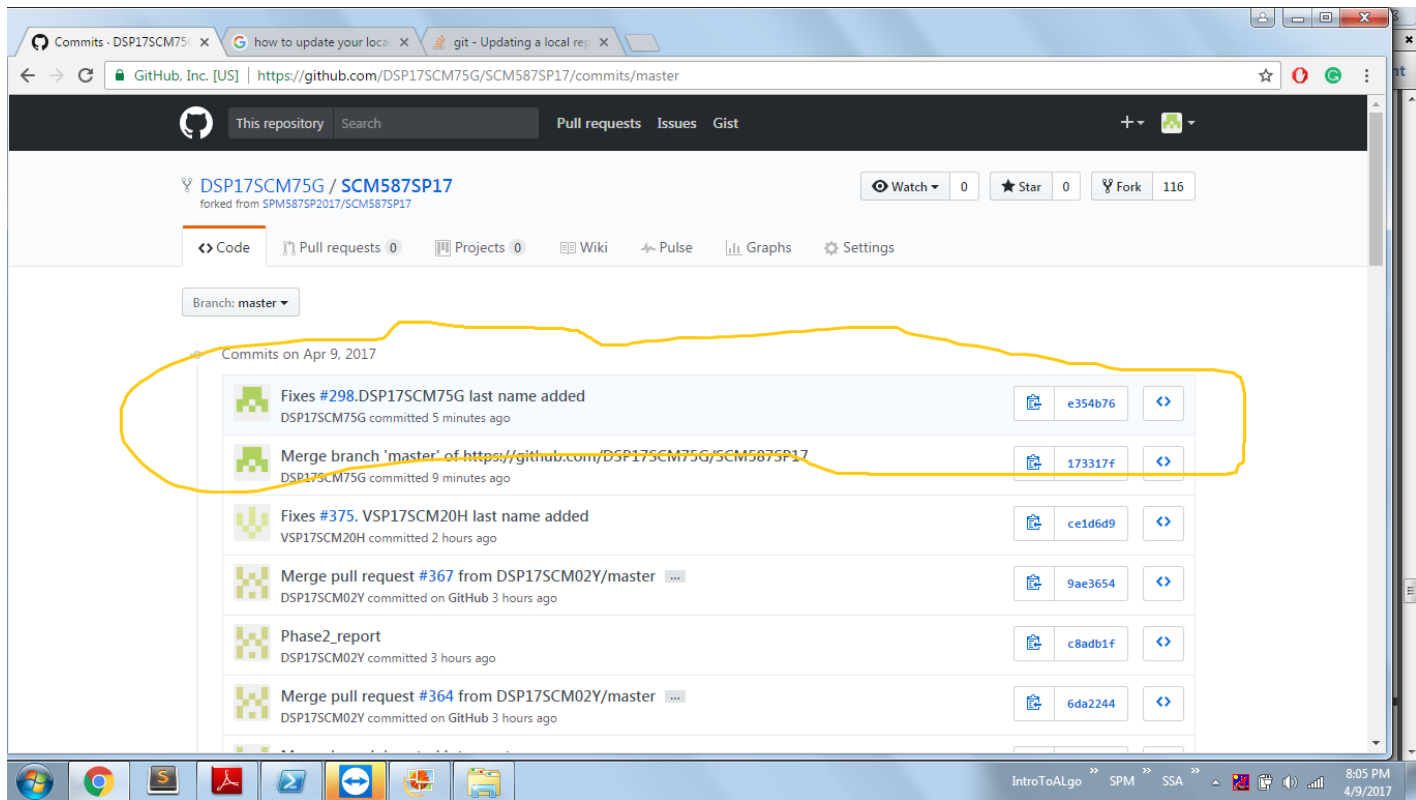 Commits · DSP17SCM75G
how to update your local
git - Updating a local rep
GitHub, Inc. [US] | https://github.com/DSP17SCM75G/SCM587SP17/commits/master
This repository Search Pull requests Issues Gist
DSP17SCM75G / SCM587SP17
forked from SPM587SP2017/SCM587SP17
Watch 0 Star 0 Fork 116
Code Pull requests 0 Projects 0 Wiki Pulse Graphs Settings
Branch: master
Commits on Apr 9, 2017
Fixes #298.DSP17SCM75G last name added
DSP17SCM75G committed 5 minutes ago
e354b76
Merge branch 'master' of https://github.com/DSP17SCM75G/SCM587SP17
DSP17SCM75G committed 9 minutes ago
173317f
Fixes #375. VSP17SCM20H last name added
VSP17SCM20H committed 2 hours ago
ce1d6d9
Merge pull request #367 from DSP17SCM02Y/master ...
DSP17SCM02Y committed on GitHub 3 hours ago
9ae3654
Phase2_report
DSP17SCM02Y committed 3 hours ago
c8adb1f
Merge pull request #364 from DSP17SCM02Y/master ...
DSP17SCM02Y committed on GitHub 3 hours ago
6da2244
IntroToALgo » SPM » SSA » 8:05 PM
4/9/2017